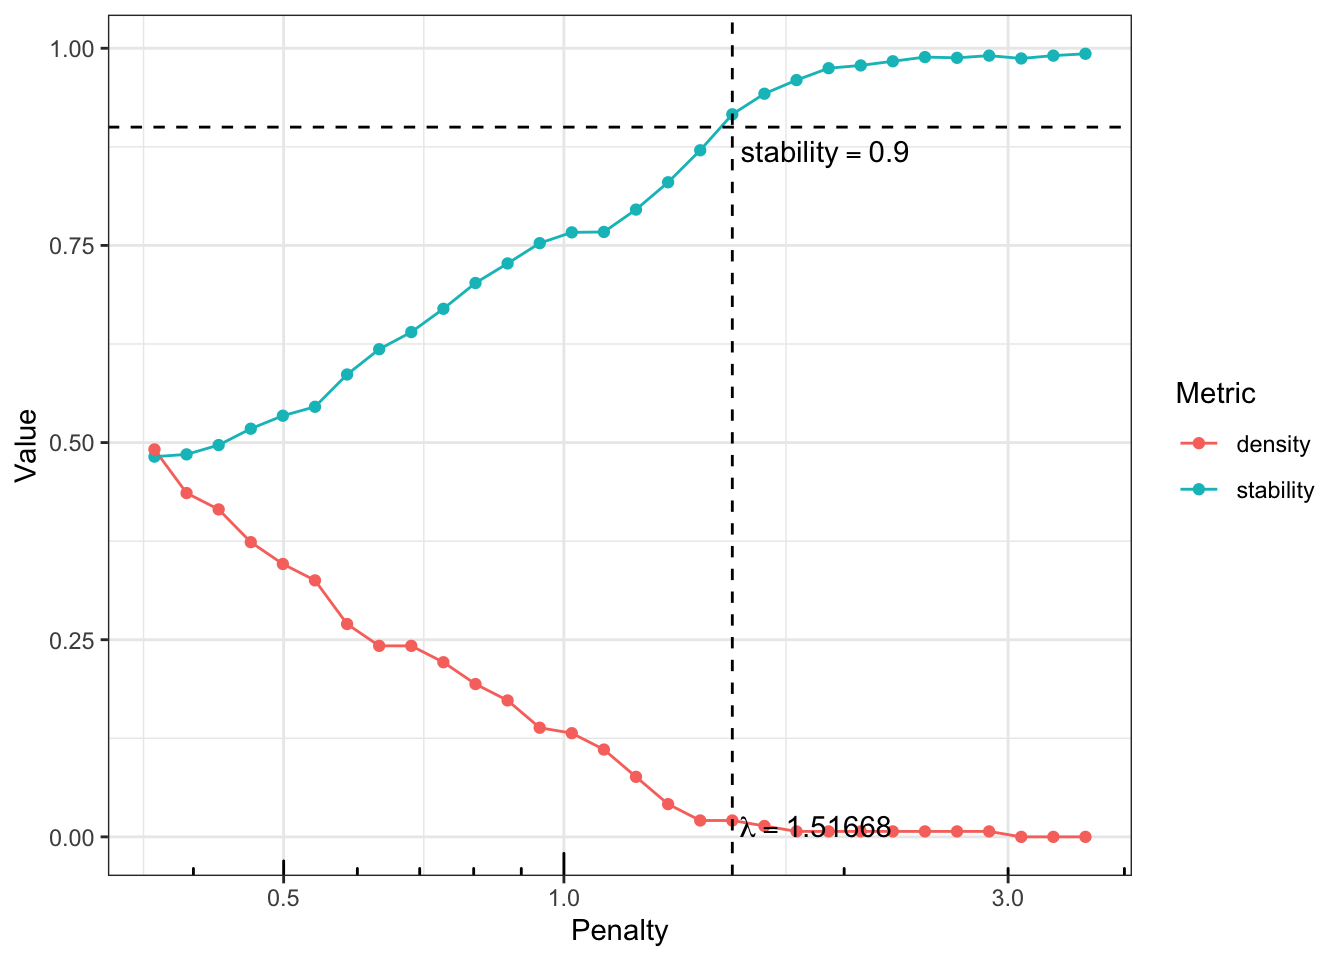 1.00
0.75
0.50
0.25
0.00
Value
stability = 0.9
λ = 1.51668
0.5
1.0
3.0
Penalty
Metric
density
stability